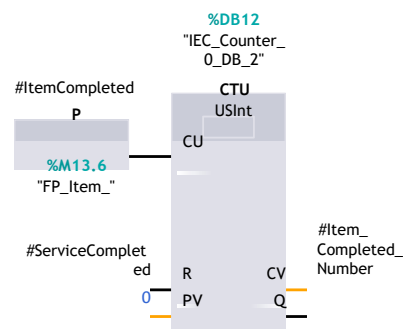 %DB12
"IEC_Counter_
0_DB_2"
#ItemCompleted
P
CTU
USInt
CU
%M13.6
"FP_Item_"
#ServiceComplet
ed
R
0
PV
#Item_
Completed_
Number
CV
Q